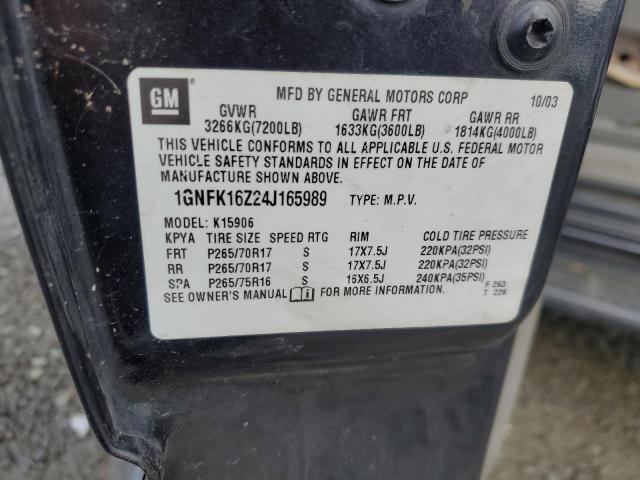 GM
®
MFD BY GENERAL MOTORS CORP 10/03
GVWR GAWR FRT GAWR RR
3266KG(7200LB) 1633KG(3600LB) 1814KG(4000LB)
THIS VEHICLE CONFORMS TO ALL APPLICABLE U.S. FEDERAL MOTOR
VEHICLE SAFETY STANDARDS IN EFFECT ON THE DATE OF
MANUFACTURE SHOWN ABOVE.
1GNFK16Z24J165989 TYPE: M.P.V.
MODEL: K15906
KPYA TIRE SIZE SPEED RTG RIM COLD TIRE PRESSURE
FRT P265/70R17 S 17X7.5J 220KPA(32PSI)
RR P265/70R17 S 17X7.5J 220KPA(32PSI)
SPA P265/75R16 S 16X6.5J 240KPA(35PSI)
SEE OWNER'S MANUAL FOR MORE INFORMATION.
F 263
T 228